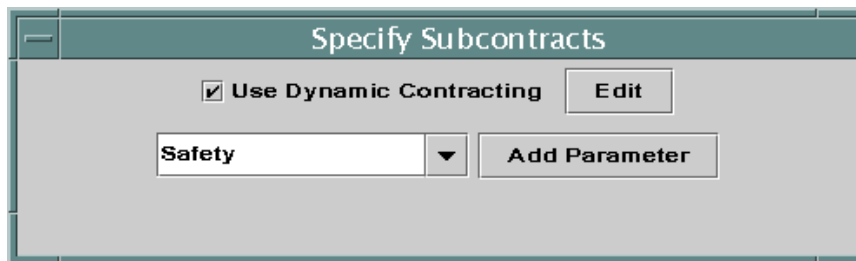 Specify Subcontracts
Use Dynamic Contracting Edit
Safety Add Parameter